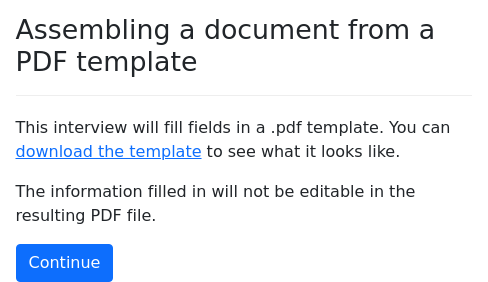 Assembling a document from a
PDF template
This interview will fill fields in a .pdf template. You can
download the template to see what it looks like.
The information filled in will not be editable in the
resulting PDF file.
Continue